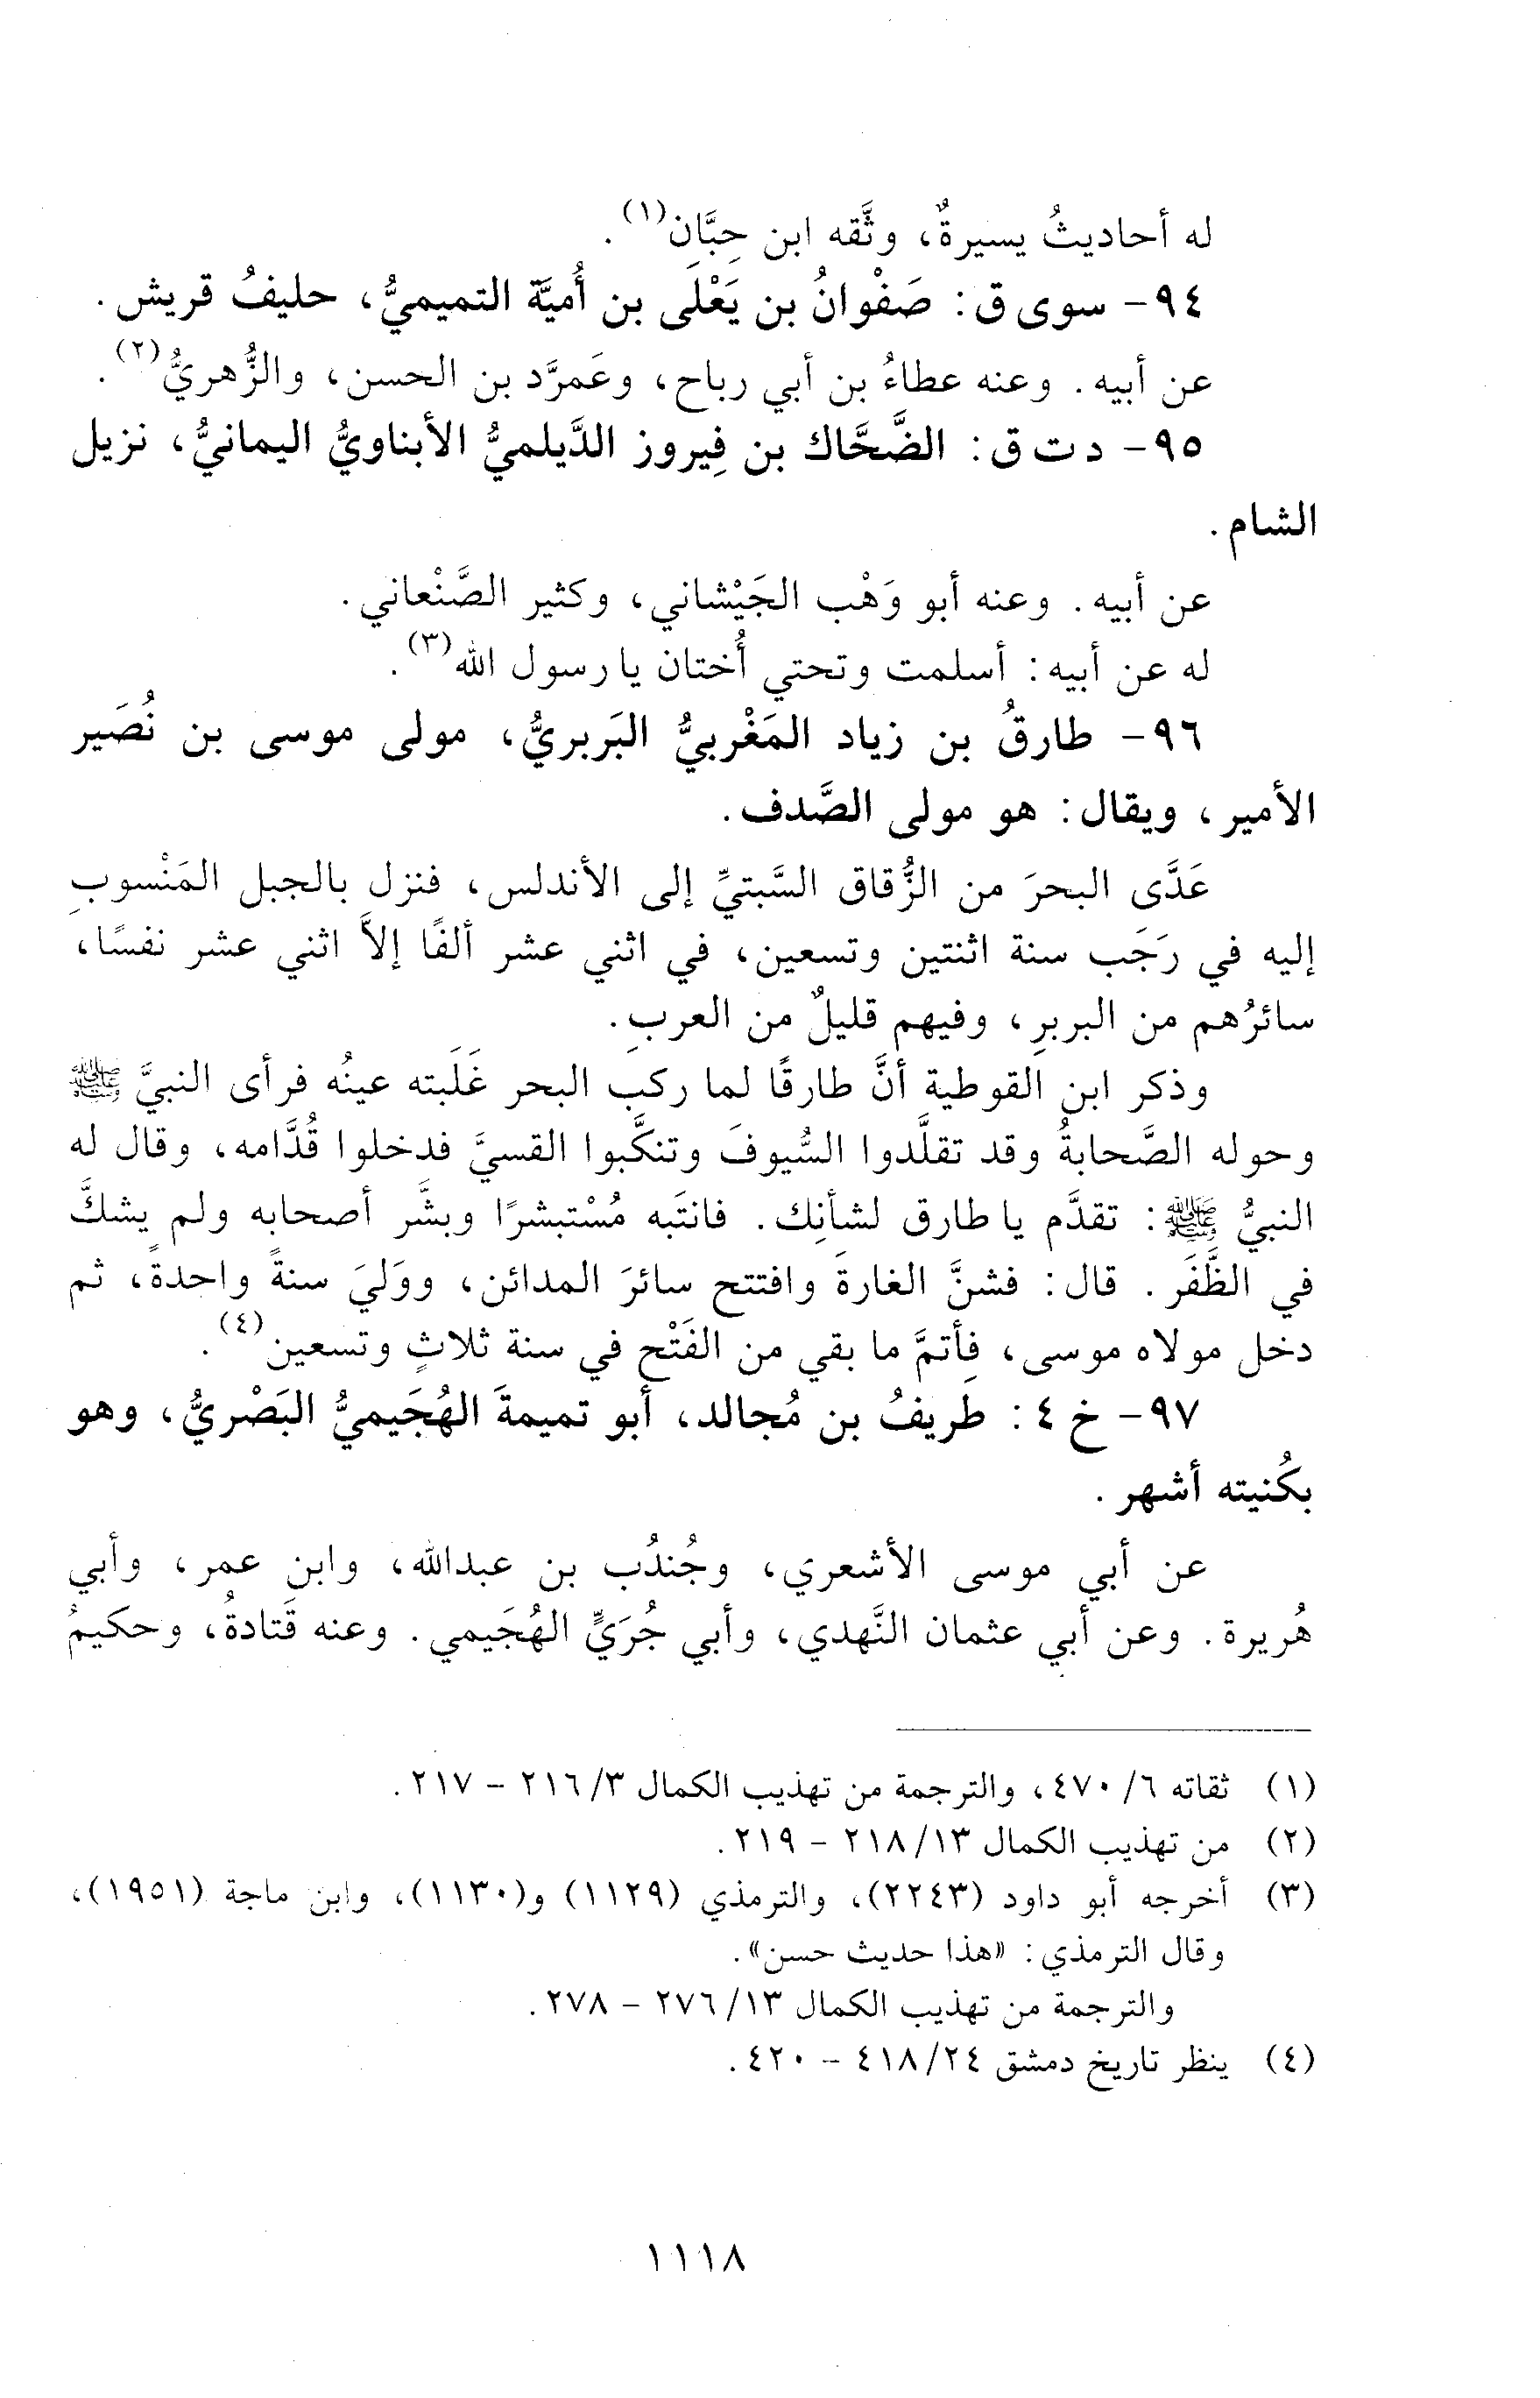 له أحاديثُ يسيرةٌ، وثَّقه ابن حِبَّان(١).
٩٤- سوى ق: صَفْوانُ بن يَعْلَى بن أُميَّة التميميُّ، حليفُ قريش.
عن أبيه. وعنه عطاءُ بن أبي رباح، وعَمرَّد بن الحسن، والزُّهريُّ(٢).
٩٥- د ت ق: الضَّحَّاك بن فِيروز الدَّيلميُّ الأبناويُّ اليمانيُّ، نزيل
الشام.
عن أبيه. وعنه أبو وَهْب الجَيْشاني، وكثير الصَّنْعاني.
له عن أبيه: أسلمت وتحتي أُختان يا رسول الله(٣).
٩٦- طارقُ بن زياد المَغْربيُّ البَربريُّ، مولى موسى بن نُصَير
الأمير، ويقال: هو مولى الصَّدف.
عَدَّى البحرَ من الزُّقاق السَّبتيِّ إلى الأندلس، فنزل بالجبل المَنْسوبِ
إليه في رَجَب سنة اثنتين وتسعين، في اثني عشر ألفًا إلاَّ اثني عشر نفسًا،
سائرُهم من البربرِ، وفيهم قليلٌ من العربِ.
وذكر ابن القوطية أنَّ طارقًا لما ركب البحر غَلَبته عينُه فرأى النبيَّ ﷺ
وحوله الصَّحابةُ وقد تقلَّدوا السُّيوفَ وتنكَّبوا القسيَّ فدخلوا قُدَّامه، وقال له
النبيُّ ﷺ: تقدَّم يا طارق لشأنِك. فانتَبه مُسْتبشرًا وبشَّر أصحابه ولم يشكَّ
في الظَّفَر. قال: فشنَّ الغارةَ وافتتح سائرَ المدائن، ووَليَ سنةً واحدةً، ثم
دخل مولاه موسى، فأتمَّ ما بقي من الفَتْح في سنة ثلاثٍ وتسعين(٤).
٩٧- خ ٤: طَريفُ بن مُجالد، أبو تميمةَ الهُجَيميُّ البَصْريُّ، وهو
بكُنيته أشهر.
عن أبي موسى الأشعري، وجُندُب بن عبدالله، وابن عمر، وأبي
هُريرة. وعن أبي عثمان النَّهدي، وأبي جُرَيٍّ الهُجَيمي. وعنه قَتادةُ، وحكيمُ
(١) ثقاته ٦/ ٤٧٠، والترجمة من تهذيب الكمال ٣/ ٢١٦ - ٢١٧.
(٢) من تهذيب الكمال ١٣/ ٢١٨ - ٢١٩.
(٣) أخرجه أبو داود (٢٢٤٣)، والترمذي (١١٢٩) و(١١٣٠)، وابن ماجة (١٩٥١)،
وقال الترمذي: «هذا حديث حسن».
والترجمة من تهذيب الكمال ١٣/ ٢٧٦ - ٢٧٨.
(٤) ينظر تاريخ دمشق ٢٤/ ٤١٨ - ٤٢٠.
١١١٨